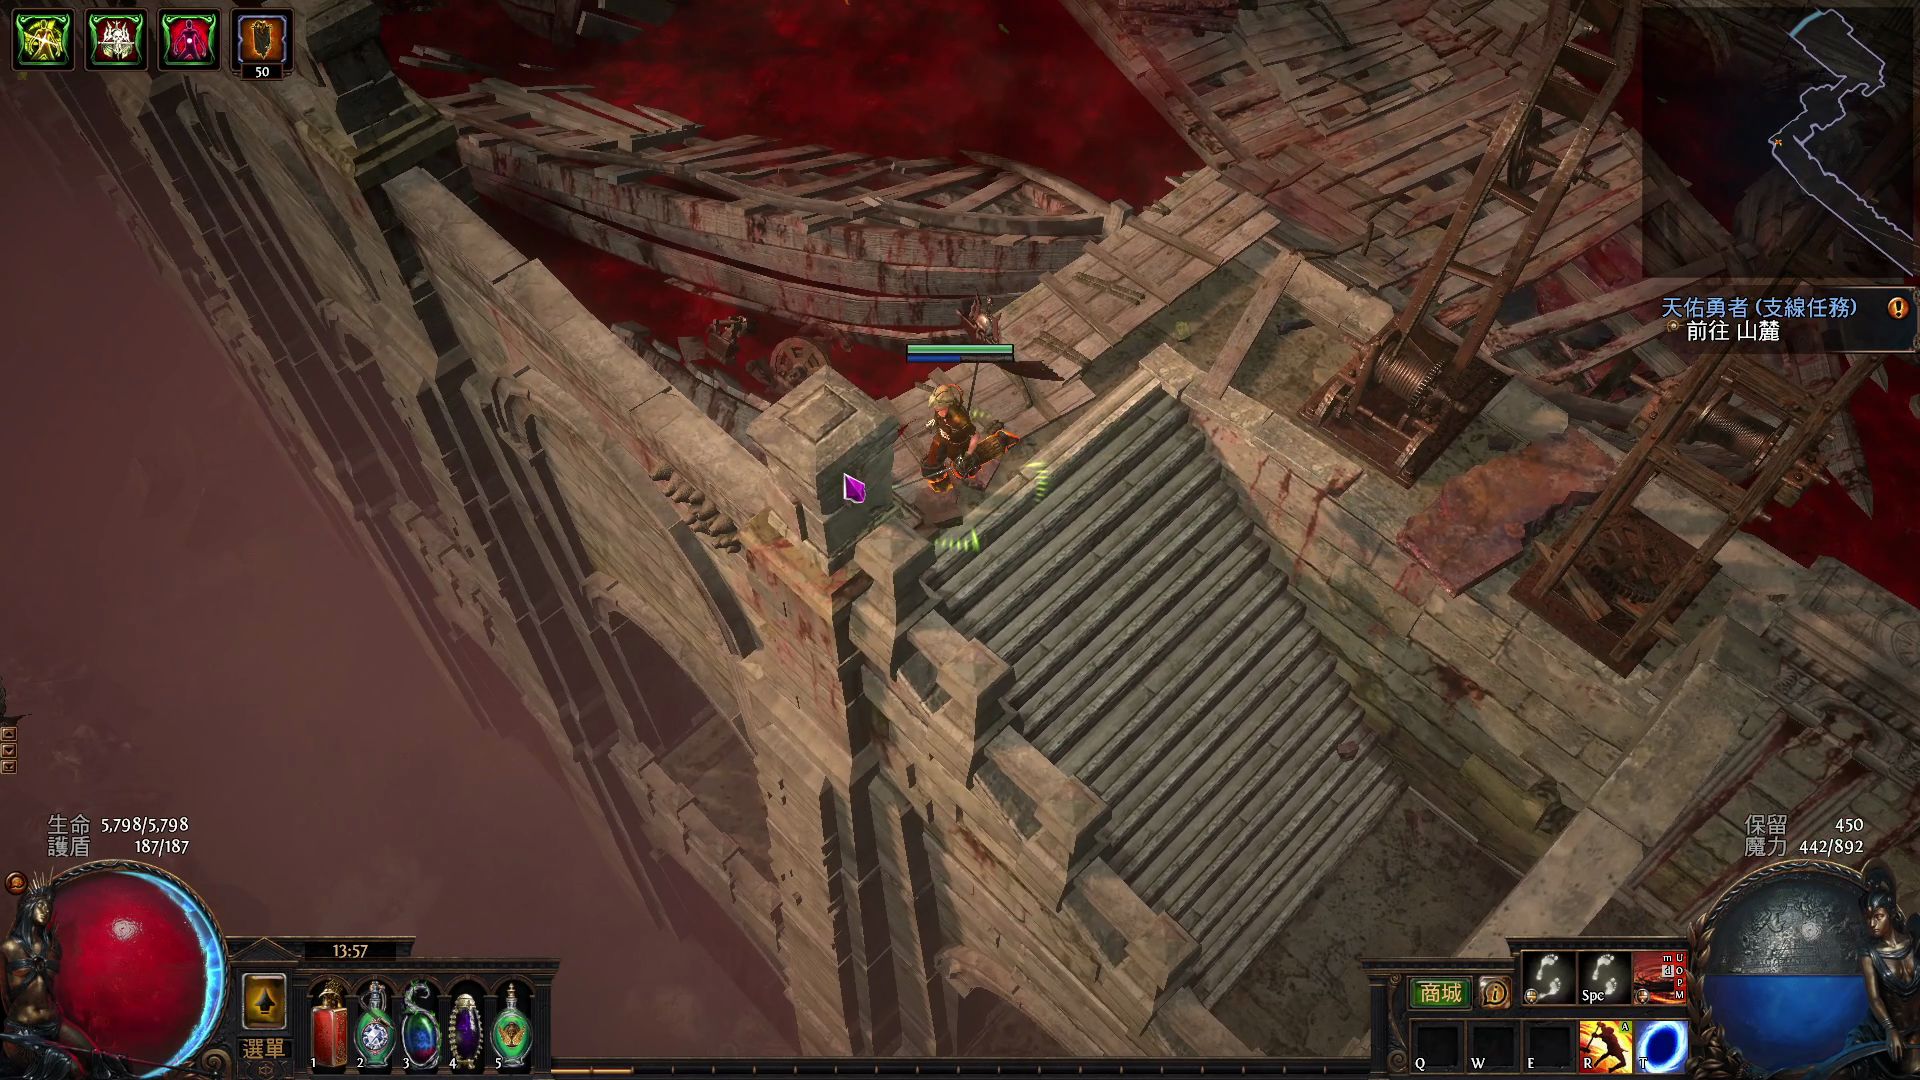 50
天佑勇者 (支線任務)
前往 山麓
生命 5,798/5,798
護盾 187/187
保留 450
魔力 442/892
13:57
選單
1 2 3 4 5
商城
Spc
m U
d O
P
M
Q W E R T
A